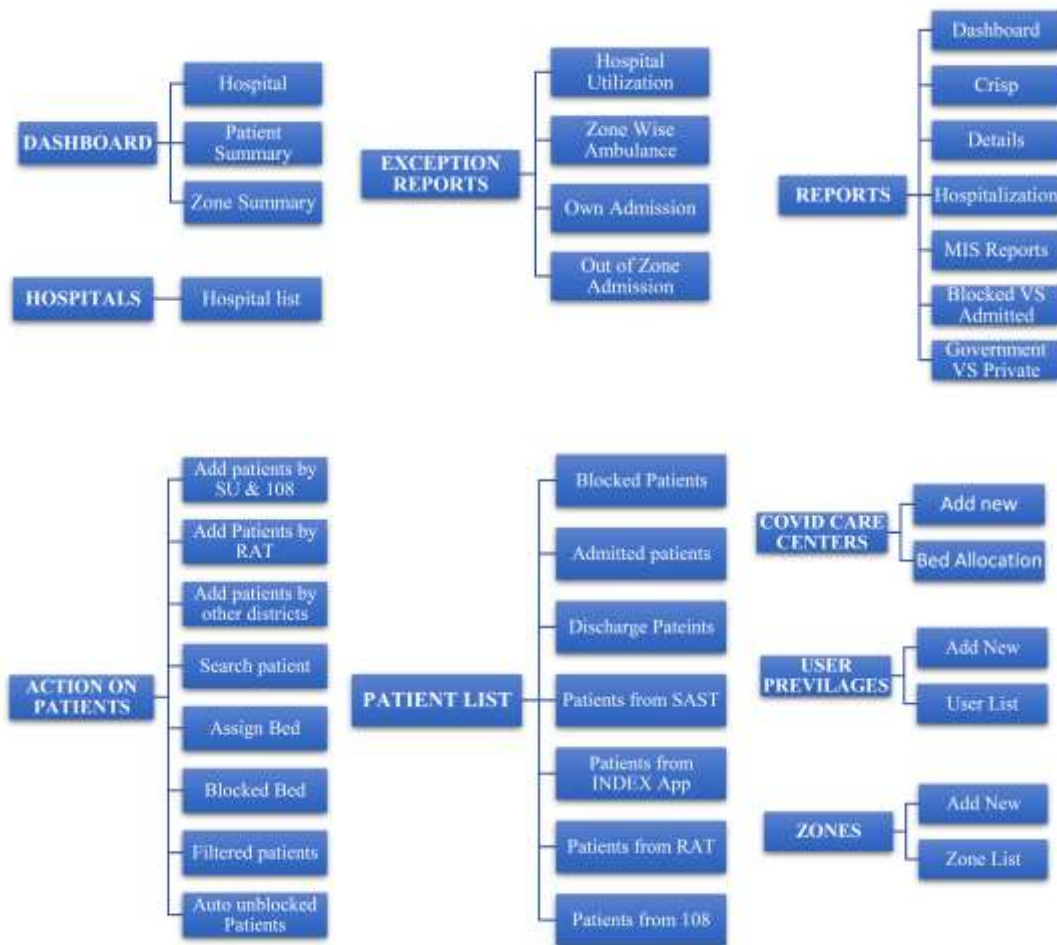 DASHBOARD
Hospital
Patient
Summary
Zone Summary
HOSPITALS
Hospital list
EXCEPTION
REPORTS
Hospital
Utilization
Zone Wise
Ambulance
Own Admission
Out of Zone
Admission
REPORTS
Dashboard
Crisp
Details
Hospitalization
MIS Reports
Blocked VS
Admitted
Government
VS Private
ACTION ON
PATIENTS
Add patients by
SU & 108
Add Patients by
RAT
Add patients by
other districts
Search patient
Assign Bed
Blocked Bed
Filtered patients
Auto unblocked
Patients
PATIENT LIST
Blocked Patients
Admitted patients
Discharge Pateints
Patients from SAST
Patients from
INDEX App
Patients from RAT
Patients from 108
COVID CARE
CENTERS
Add new
Bed Allocation
USER
PREVILAGES
Add New
User List
ZONES
Add New
Zone List